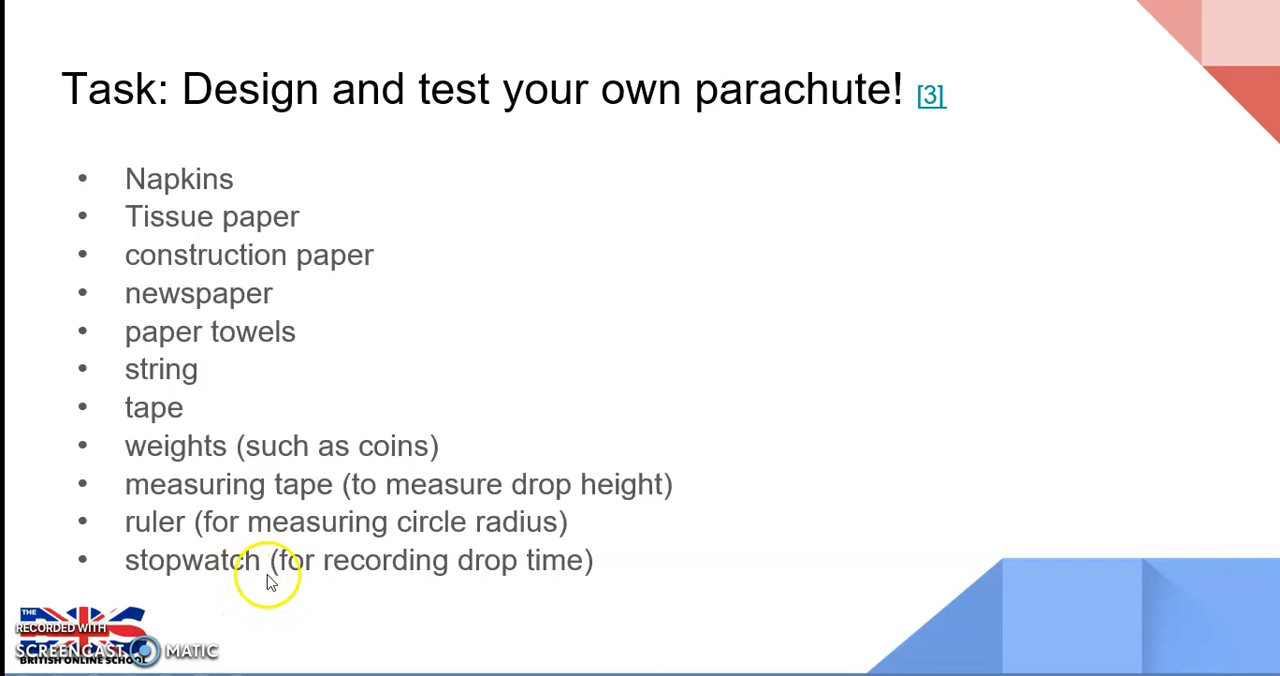 Task: Design and test your own parachute! [3]
• Napkins
• Tissue paper
• construction paper
• newspaper
• paper towels
• string
• tape
• weights (such as coins)
• measuring tape (to measure drop height)
• ruler (for measuring circle radius)
• stopwatch (for recording drop time)
THE
RECORDED WITH
SCREENCAST MATIC
BRITISH ONLINE SCHOOL